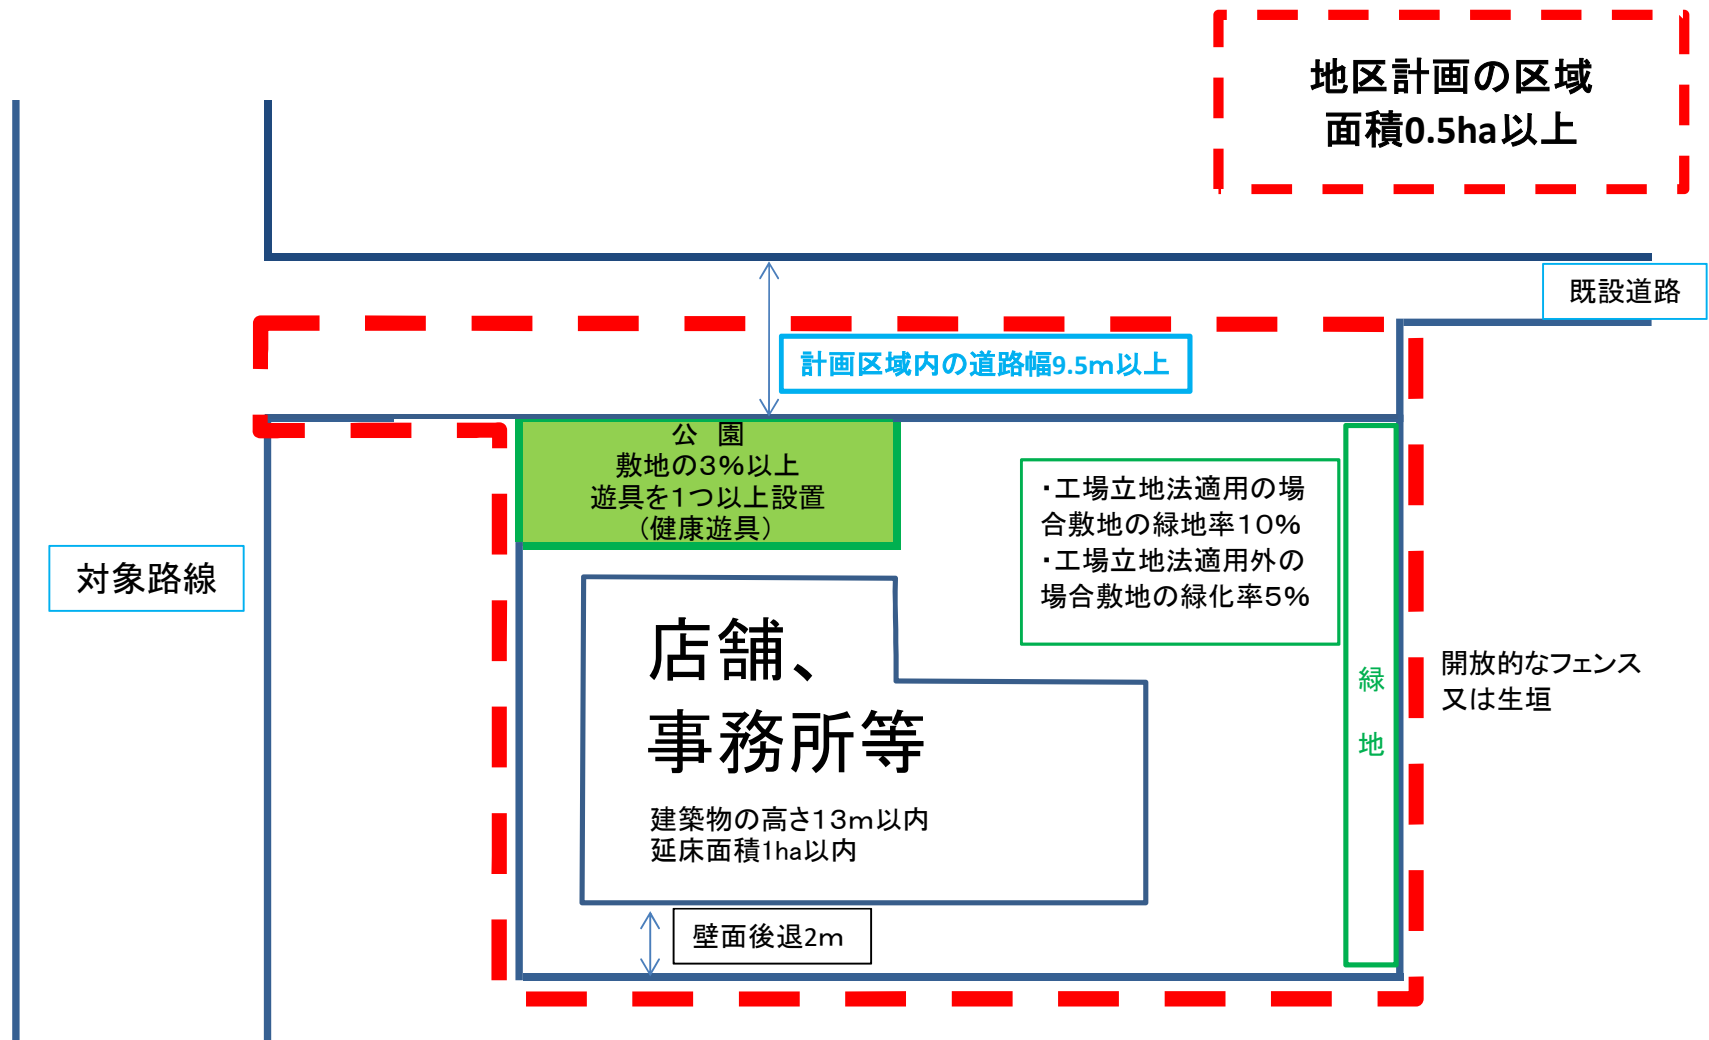 地区計画の区域
面積0.5ha以上
既設道路
計画区域内の道路幅9.5m以上
公　園
敷地の３％以上
遊具を１つ以上設置
（健康遊具）
・工場立地法適用の場
合敷地の緑地率１０％
・工場立地法適用外の
場合敷地の緑化率５％
対象路線
店舗、
事務所等
建築物の高さ１３ｍ以内
延床面積1ha以内
緑
地
開放的なフェンス
又は生垣
壁面後退2m